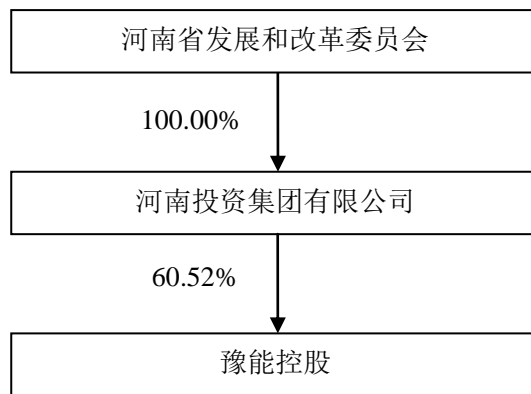 河南省发展和改革委员会
100.00%
河南投资集团有限公司
60.52%
豫能控股